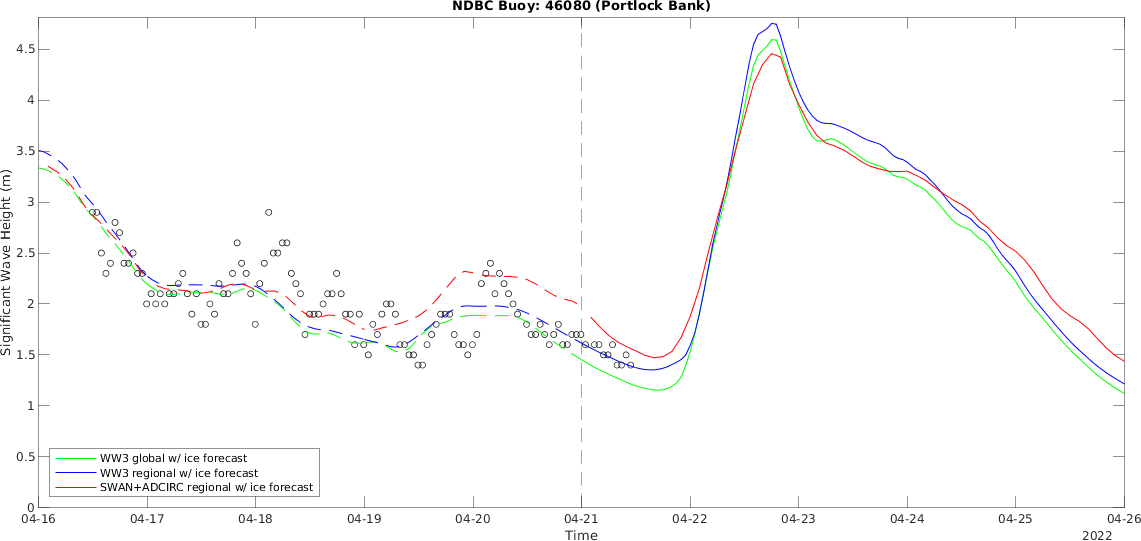 NDBC Buoy: 46080 (Portlock Bank)
Significant Wave Height (m)
4.5
4
3.5
3
2.5
2
1.5
1
0.5
0
WW3 global w/ ice forecast
WW3 regional w/ ice forecast
SWAN+ADCIRC regional w/ ice forecast
04-16 04-17 04-18 04-19 04-20 04-21 04-22 04-23 04-24 04-25 04-26
Time
2022